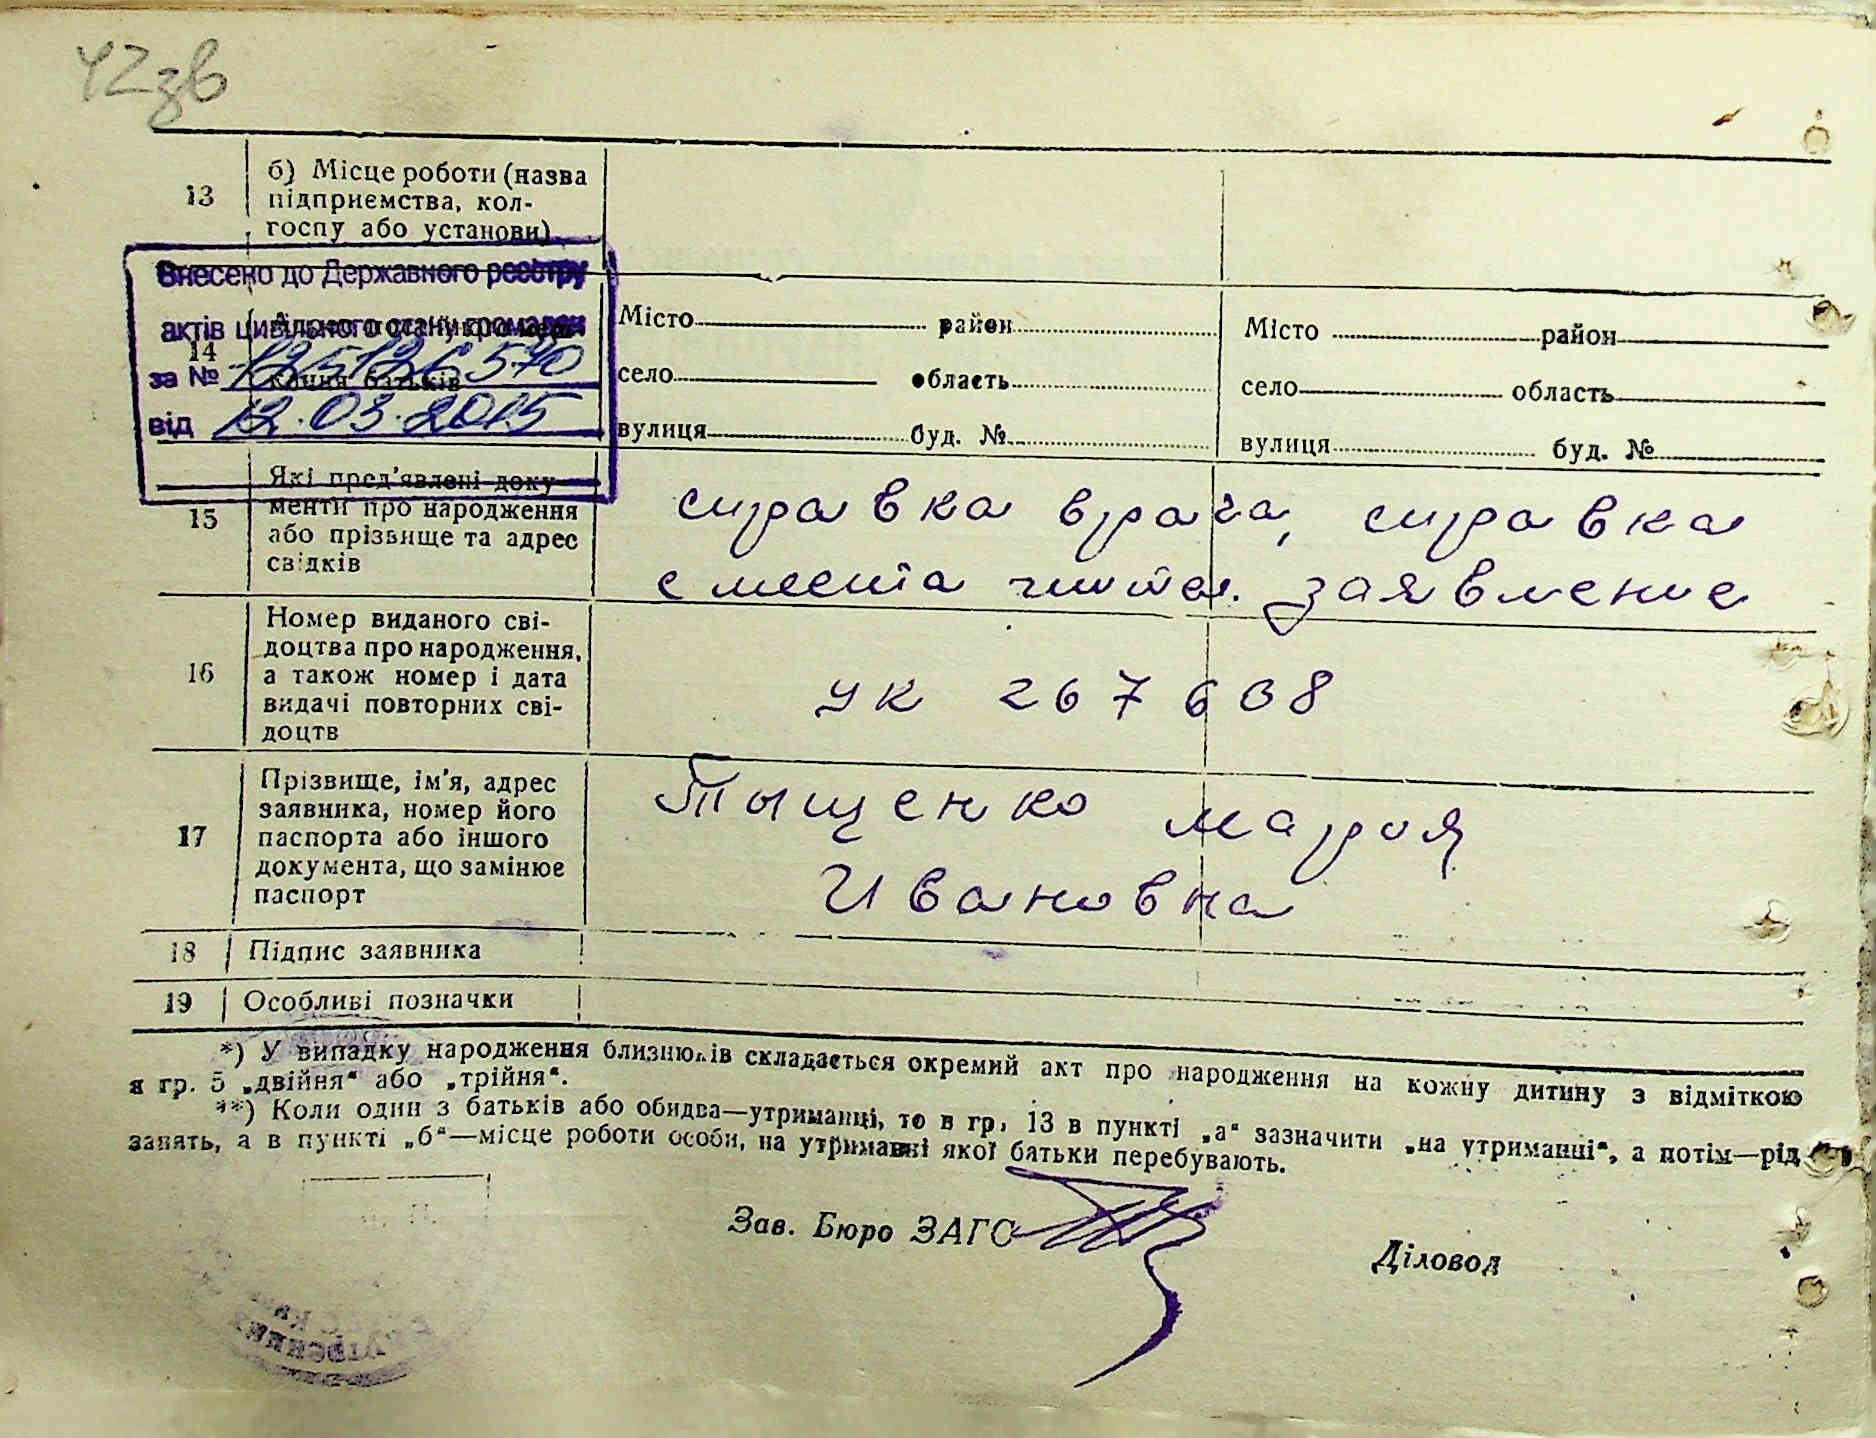 42зв
13
б) Місце роботи (назва
підприємства, кол-
госпу або установи)
Внесено до Державного реєстру
актів цивільного стану громадян
за № 125126570
від 12.03.2015
14
кання батьків
Місто район
село область
вулиця буд. №
Місто район
село область
вулиця буд. №
15
Які пред'явлені доку-
менти про народження
або прізвище та адрес
свідків
справка врача, справка
с места жит. заявление
16
Номер виданого сві-
доцтва про народження,
а також номер і дата
видачі повторних сві-
доцтв
УК 267608
17
Прізвище, ім'я, адрес
заявника, номер його
паспорта або іншого
документа, що замінює
паспорт
Тыщенко Мария
Ивановна
18 Підпис заявника
19 Особливі позначки
*) У випадку народження близнюків складається окремий акт про народження на кожну дитину з відміткою
в гр. 5 „двійня“ або „трійня“.
**) Коли один з батьків або обидва—утриманці, то в гр. 13 в пункті „а“ зазначити „на утриманні“, а потім—рід
занять, а в пункті „б“—місце роботи особи, на утриманні якої батьки перебувають.
Зав. Бюро ЗАГС
Діловод